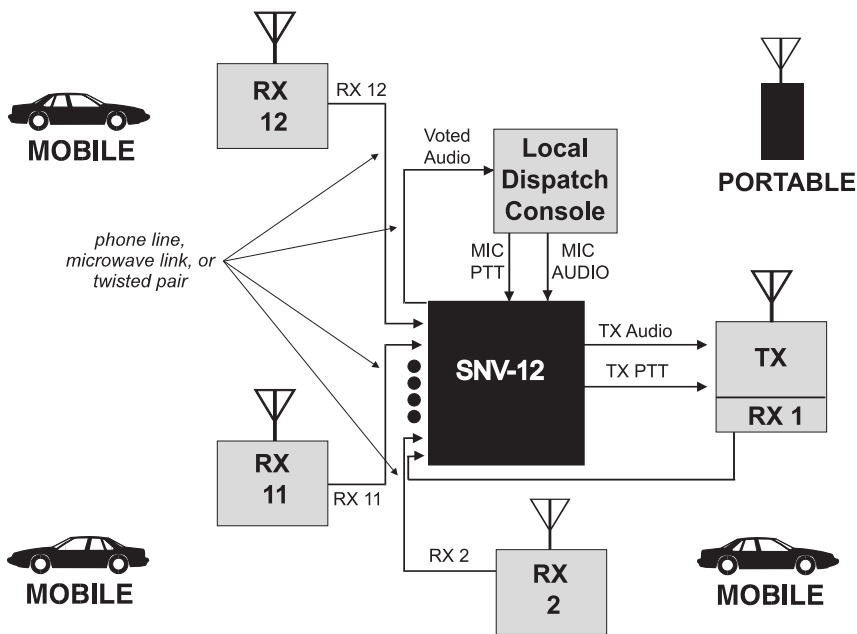 RX
12
RX 12
MOBILE
Voted
Audio
Local
Dispatch
Console
PORTABLE
phone line,
microwave link, or
twisted pair
MIC
PTT
MIC
AUDIO
SNV-12
TX Audio
TX PTT
TX
RX 1
RX
11
RX 11
RX 2
RX
2
MOBILE
MOBILE